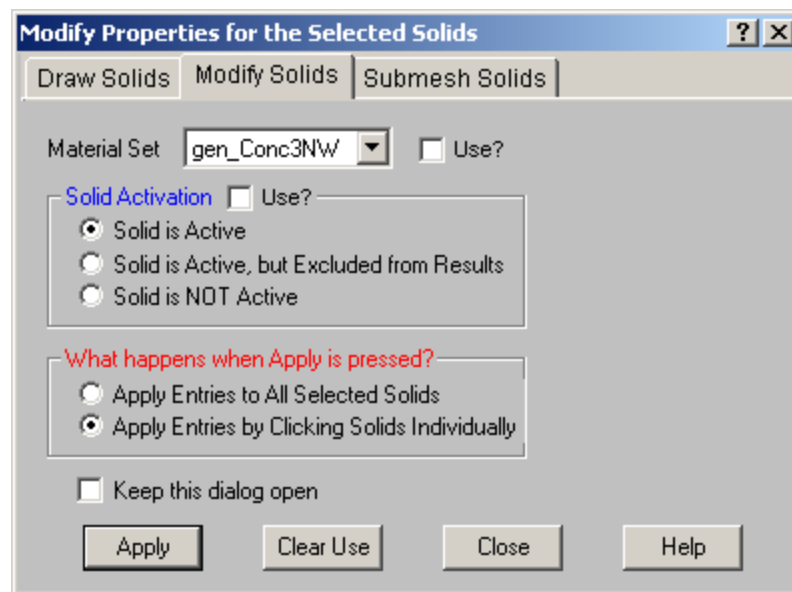 Modify Properties for the Selected Solids ?
Draw Solids Modify Solids Submesh Solids
Material Set gen_Conc3NW Use?
Solid Activation Use?
Solid is Active
Solid is Active, but Excluded from Results
Solid is NOT Active
What happens when Apply is pressed?
Apply Entries to All Selected Solids
Apply Entries by Clicking Solids Individually
Keep this dialog open
Apply Clear Use Close Help